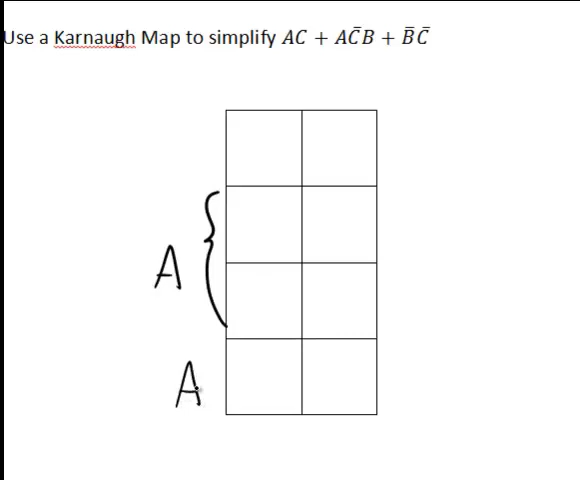 Use a Karnaugh Map to simplify 𝐴𝐶 + 𝐴𝐶̄𝐵 + 𝐵̄𝐶̄
A
A